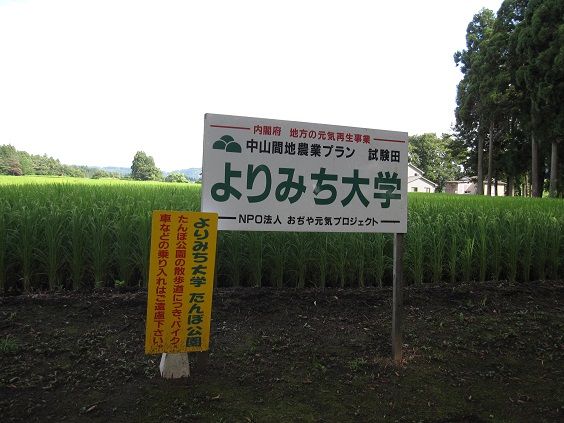 内閣府 地方の元気再生事業
中山間地農業プラン 試験田
よりみち大学
NPO法人 おぢや元気プロジェクト
よりみち大学 たんぼ公園
たんぼ公園の散歩道につき、バイク、
車などの乗り入れはご遠慮下さい。